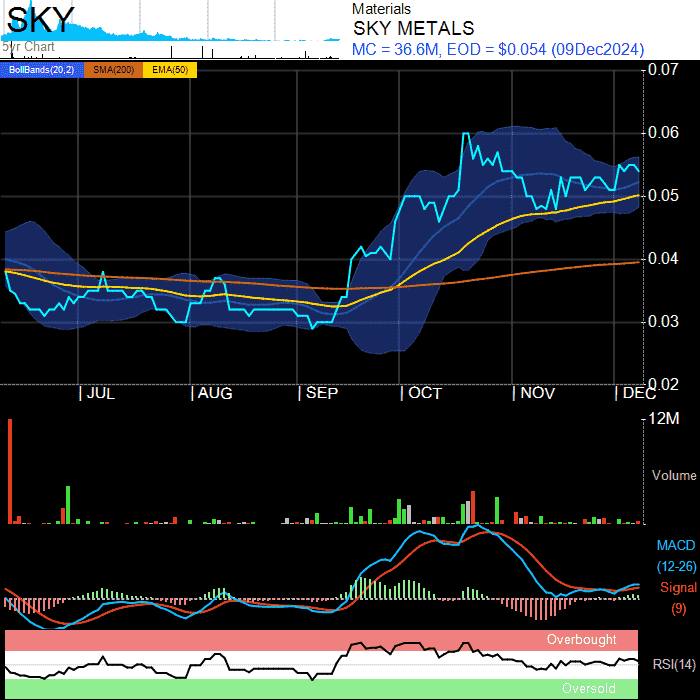 SKY
Materials
SKY METALS
5yr Chart
MC = 36.6M, EOD = $0.054 (09Dec2024)
BollBands(20,2) SMA(200) EMA(50)
0.07
0.06
0.05
0.04
0.03
0.02
JUL AUG SEP OCT NOV DEC
12M
Volume
MACD
(12-26)
Signal
(9)
Overbought
RSI(14)
Oversold